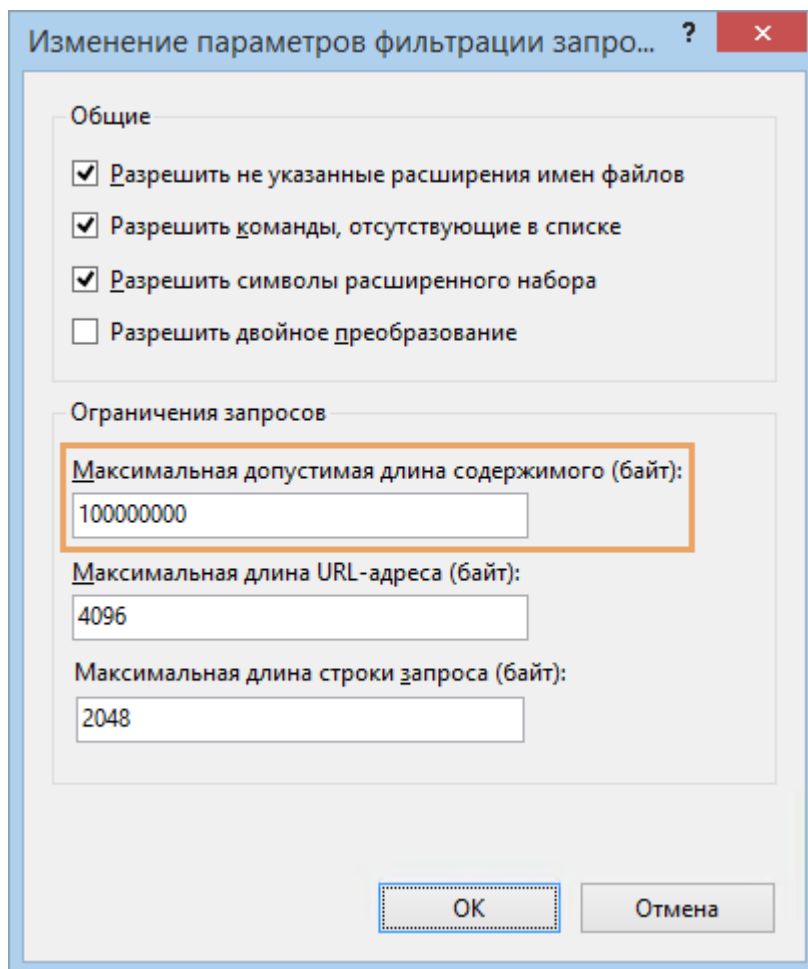 Изменение параметров фильтрации запро... ? ×
Общие
Разрешить не указанные расширения имен файлов
Разрешить команды, отсутствующие в списке
Разрешить символы расширенного набора
Разрешить двойное преобразование
Ограничения запросов
Максимальная допустимая длина содержимого (байт):
100000000
Максимальная длина URL-адреса (байт):
4096
Максимальная длина строки запроса (байт):
2048
ОК Отмена